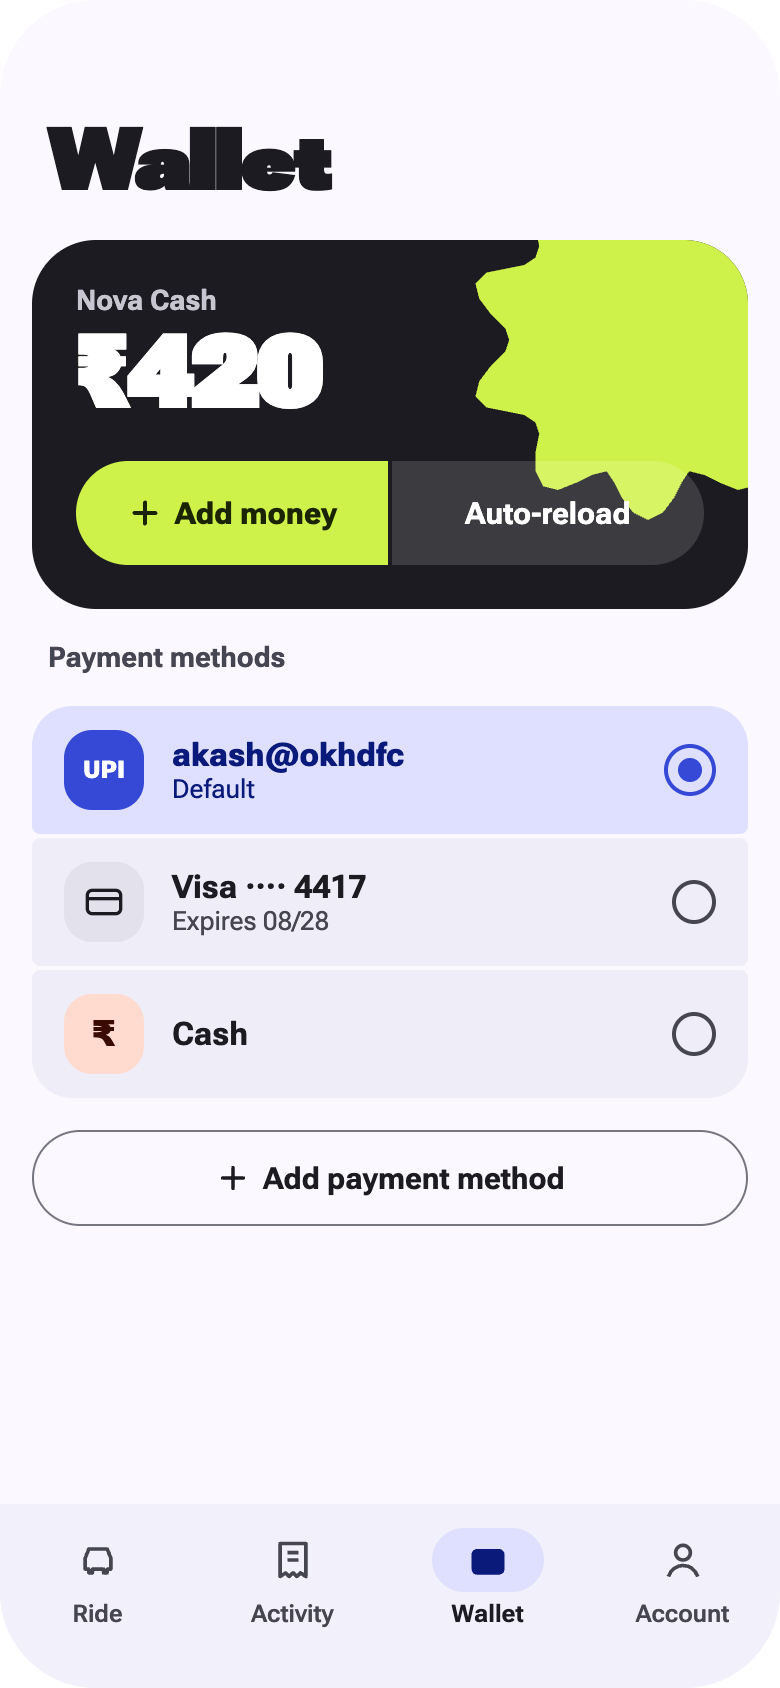 Wallet
Nova Cash
₹420
+ Add money
Auto-reload
Payment methods
UPI
akash@okhdfc
Default
Visa ···· 4417
Expires 08/28
₹
Cash
+ Add payment method
Ride
Activity
Wallet
Account